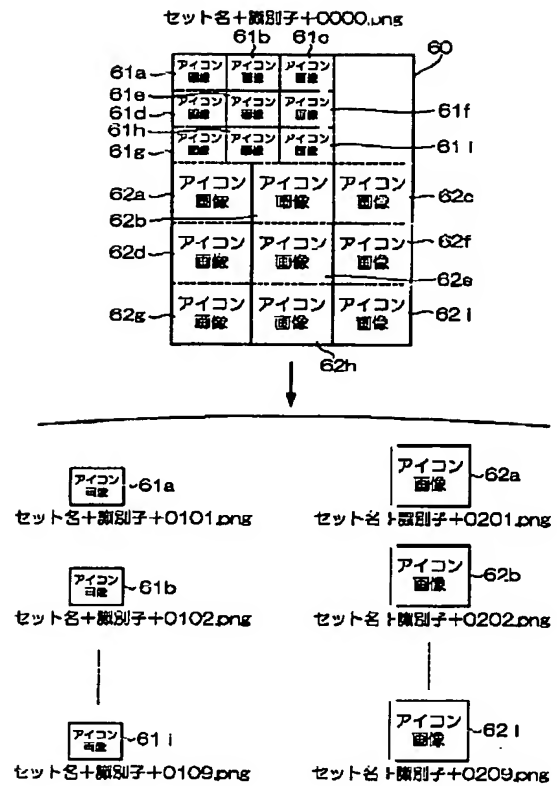 セット名+識別子+0000.png
61b 61c
61a アイコン画像 アイコン画像 アイコン画像 60
61e
61d アイコン画像 アイコン画像 アイコン画像 61f
61h
61g アイコン画像 アイコン画像 アイコン画像 61i
62a アイコン画像 アイコン画像 アイコン画像 62c
62b
62d アイコン画像 アイコン画像 アイコン画像 62f
62e
62g アイコン画像 アイコン画像 アイコン画像 62i
62h
アイコン画像 61a
セット名+識別子+0101.png
アイコン画像 62a
セット名+識別子+0201.png
アイコン画像 61b
セット名+識別子+0102.png
アイコン画像 62b
セット名+識別子+0202.png
アイコン画像 61i
セット名+識別子+0109.png
アイコン画像 62i
セット名+識別子+0209.png